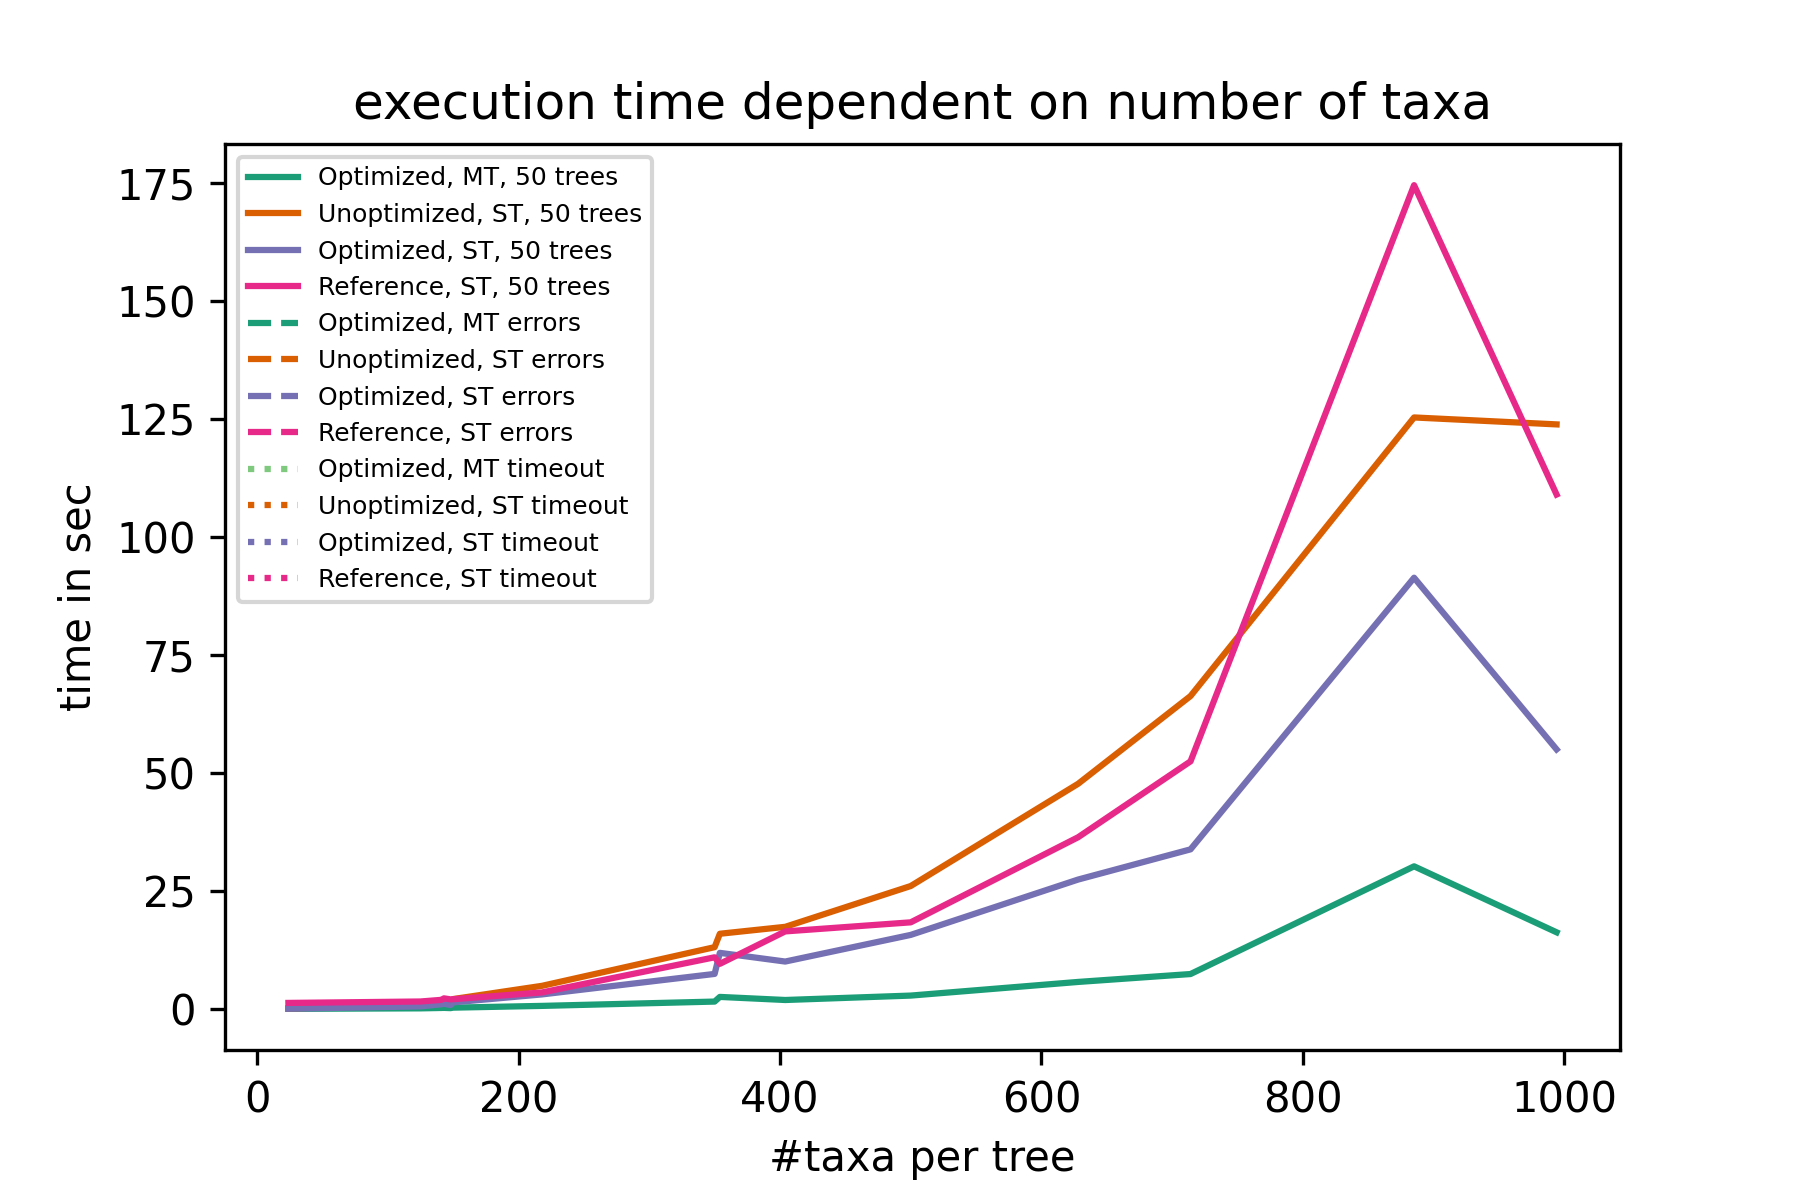 execution time dependent on number of taxa
Optimized, MT, 50 trees
Unoptimized, ST, 50 trees
Optimized, ST, 50 trees
Reference, ST, 50 trees
Optimized, MT errors
Unoptimized, ST errors
Optimized, ST errors
Reference, ST errors
Optimized, MT timeout
Unoptimized, ST timeout
Optimized, ST timeout
Reference, ST timeout
time in sec
175
150
125
100
75
50
25
0
0 200 400 600 800 1000
#taxa per tree